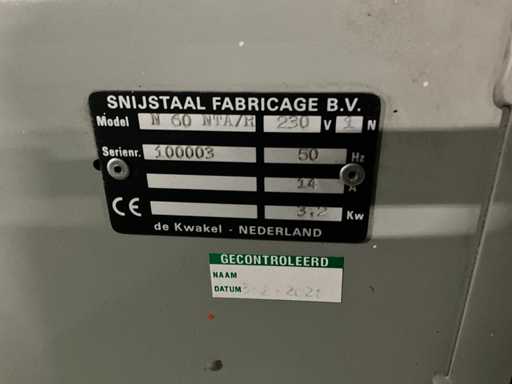 SNIJSTAAL FABRICAGE B.V.
Model N 60 NTA/H 230 V 1 N
Serienr. 100003 50 Hz
14 A
CE 3,2 Kw
de Kwakel - NEDERLAND
GECONTROLEERD
NAAM
DATUM